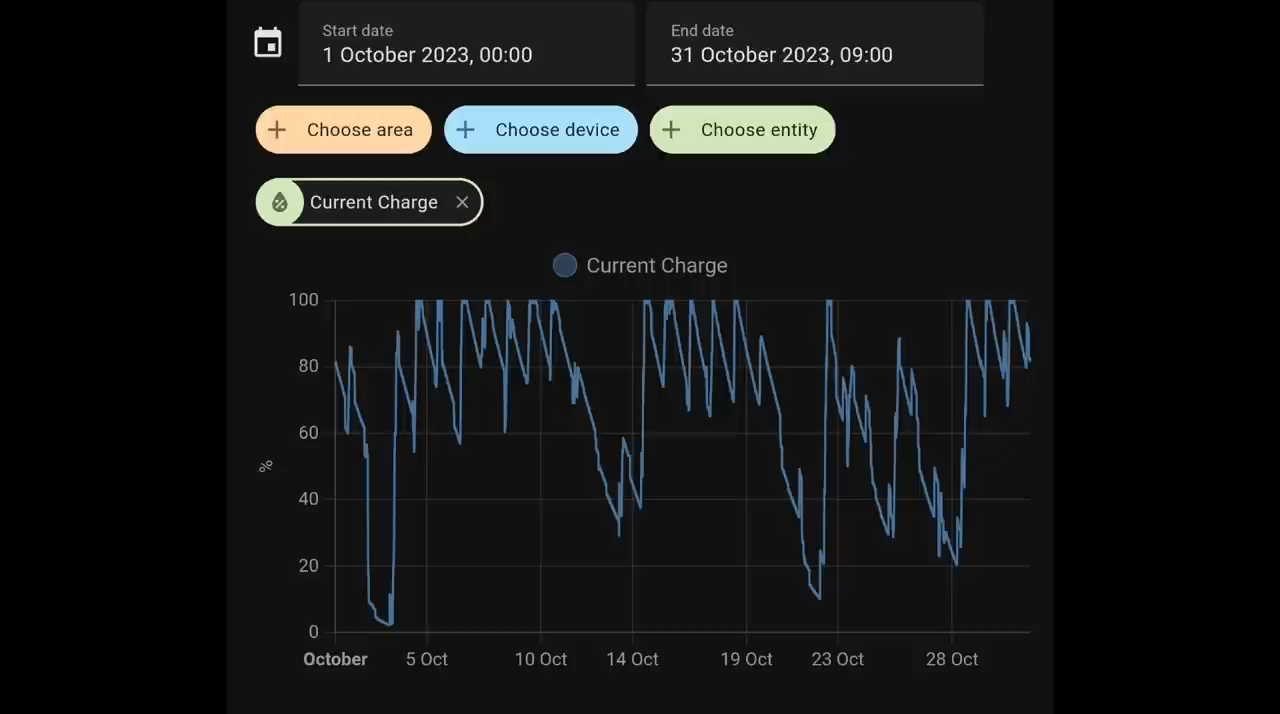 Start date
1 October 2023, 00:00
End date
31 October 2023, 09:00
Choose area
Choose device
Choose entity
Current Charge
Current Charge
100
80
60
40
20
0
%
October
5 Oct
10 Oct
14 Oct
19 Oct
23 Oct
28 Oct